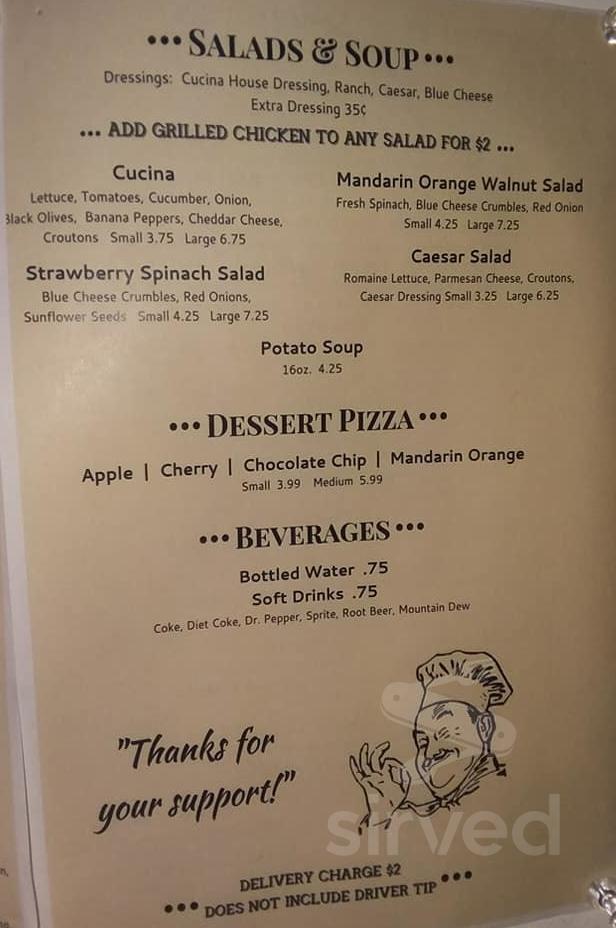 ••• SALADS & SOUP •••
Dressings: Cucina House Dressing, Ranch, Caesar, Blue Cheese
Extra Dressing 35¢
... ADD GRILLED CHICKEN TO ANY SALAD FOR $2 ...
Cucina
Lettuce, Tomatoes, Cucumber, Onion,
Black Olives, Banana Peppers, Cheddar Cheese,
Croutons Small 3.75 Large 6.75
Strawberry Spinach Salad
Blue Cheese Crumbles, Red Onions,
Sunflower Seeds Small 4.25 Large 7.25
Mandarin Orange Walnut Salad
Fresh Spinach, Blue Cheese Crumbles, Red Onion
Small 4.25 Large 7.25
Caesar Salad
Romaine Lettuce, Parmesan Cheese, Croutons,
Caesar Dressing Small 3.25 Large 6.25
Potato Soup
16oz. 4.25
••• DESSERT PIZZA •••
Apple | Cherry | Chocolate Chip | Mandarin Orange
Small 3.99 Medium 5.99
••• BEVERAGES •••
Bottled Water .75
Soft Drinks .75
Coke, Diet Coke, Dr. Pepper, Sprite, Root Beer, Mountain Dew
"Thanks for
your support!"
sirved
DELIVERY CHARGE $2
••• DOES NOT INCLUDE DRIVER TIP •••